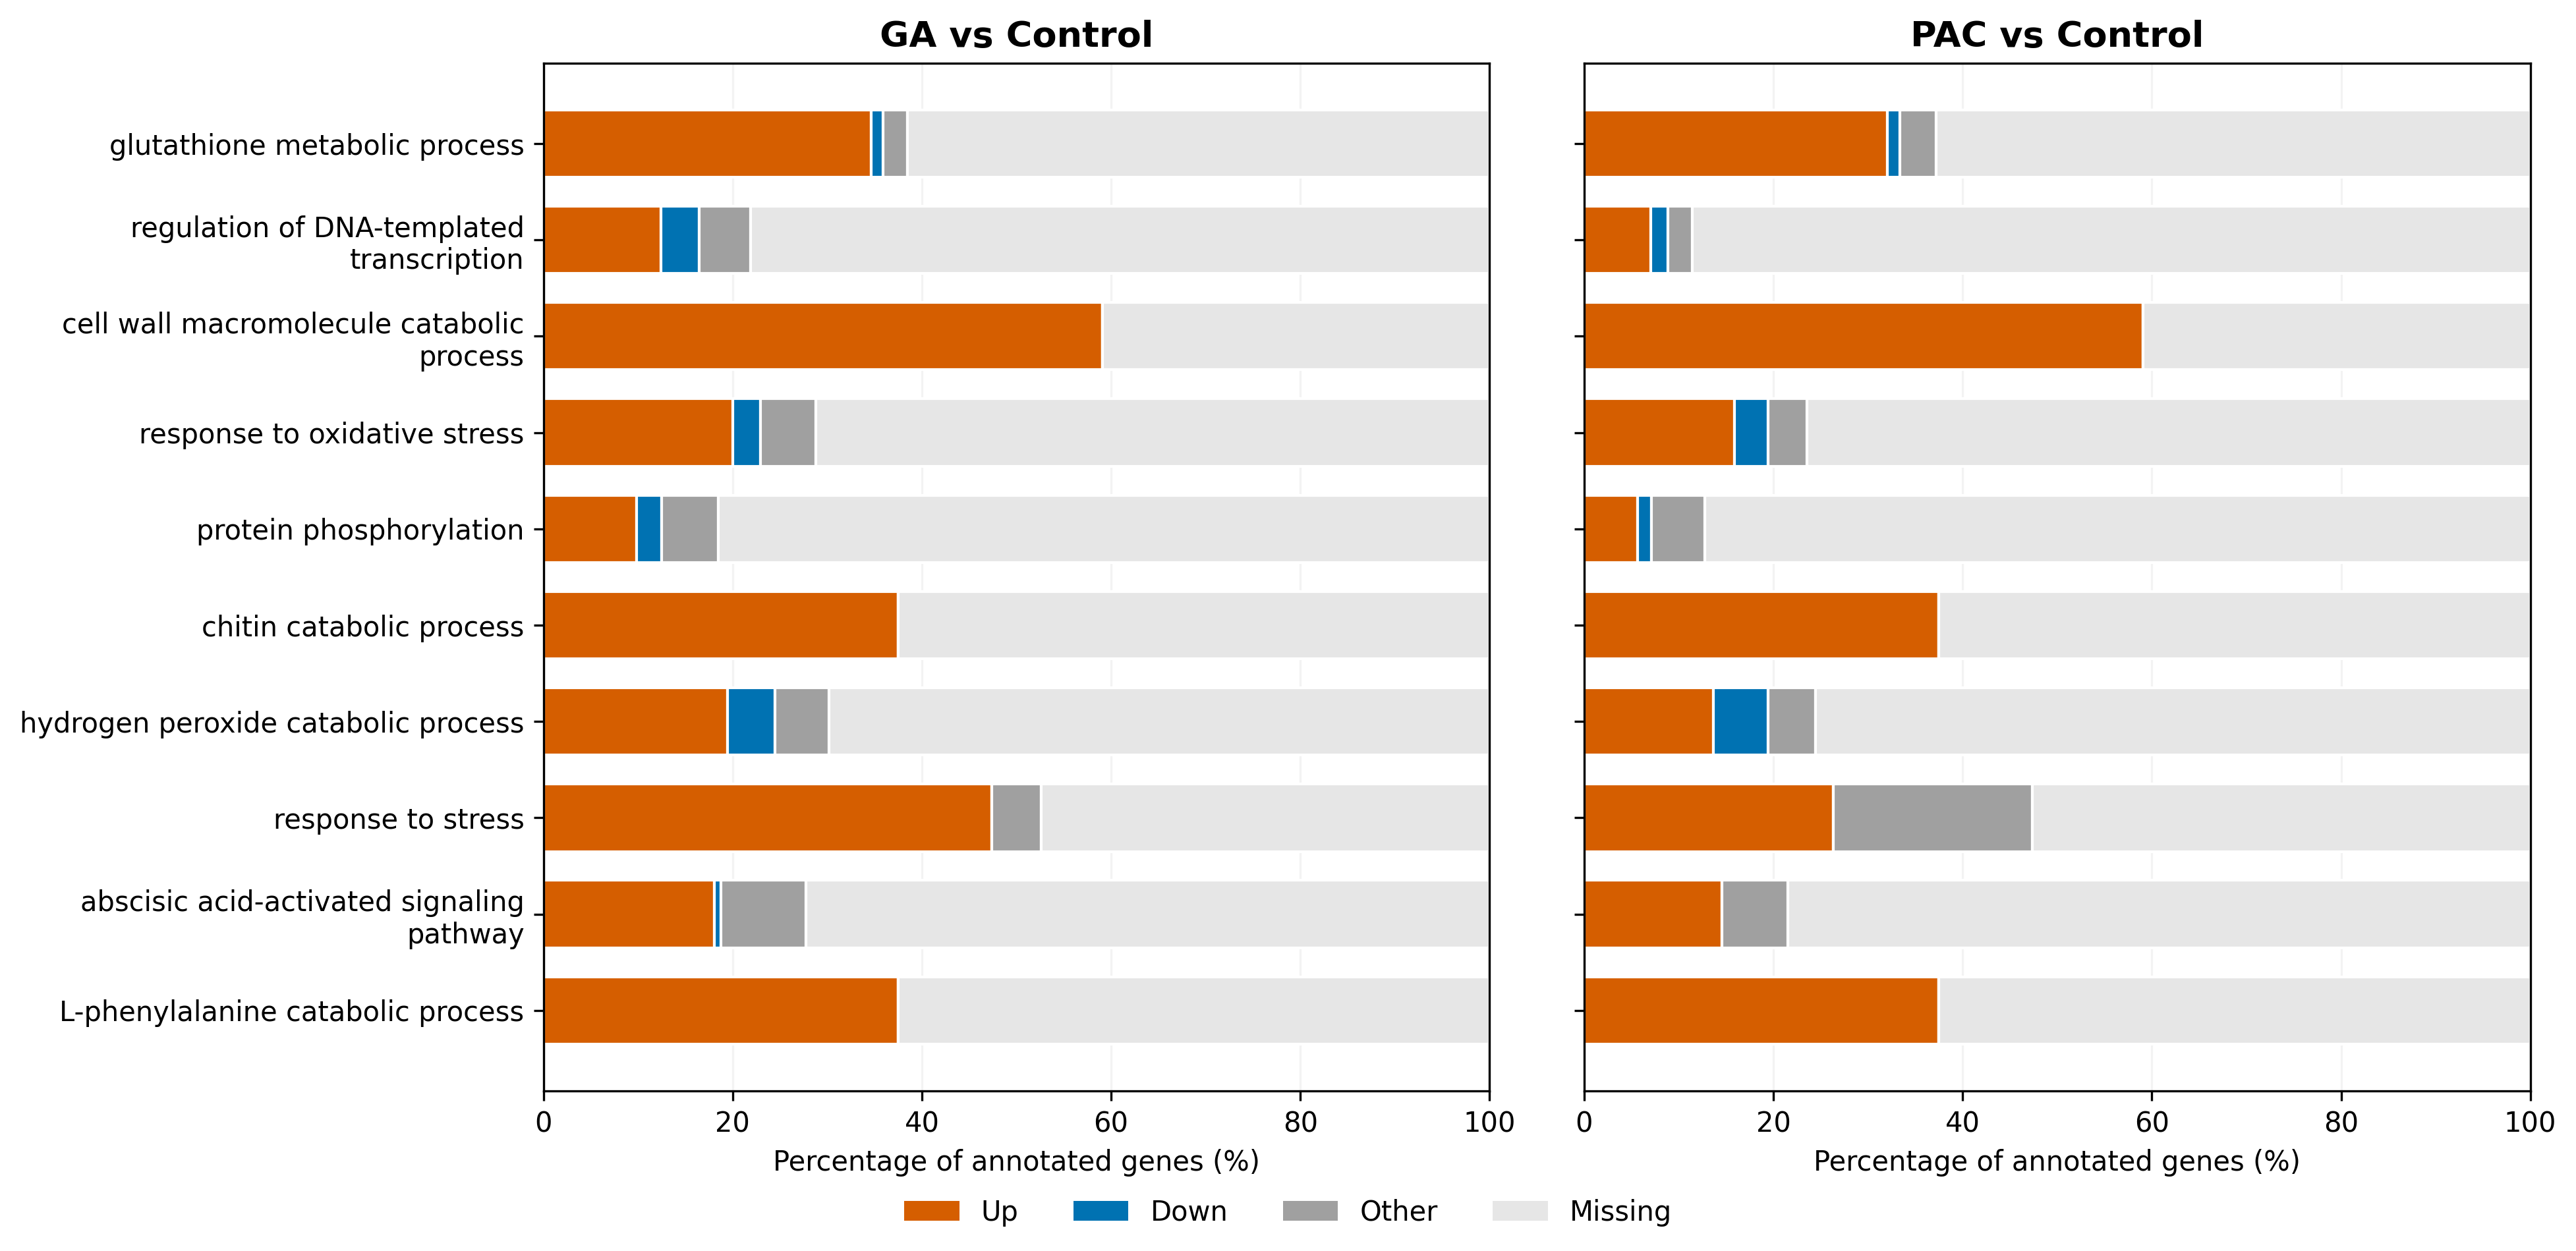 GA vs Control
PAC vs Control
glutathione metabolic process
regulation of DNA-templated
transcription
cell wall macromolecule catabolic
process
response to oxidative stress
protein phosphorylation
chitin catabolic process
hydrogen peroxide catabolic process
response to stress
abscisic acid-activated signaling
pathway
L-phenylalanine catabolic process
0 20 40 60 80 100
0 20 40 60 80 100
Percentage of annotated genes (%)
Percentage of annotated genes (%)
Up Down Other Missing